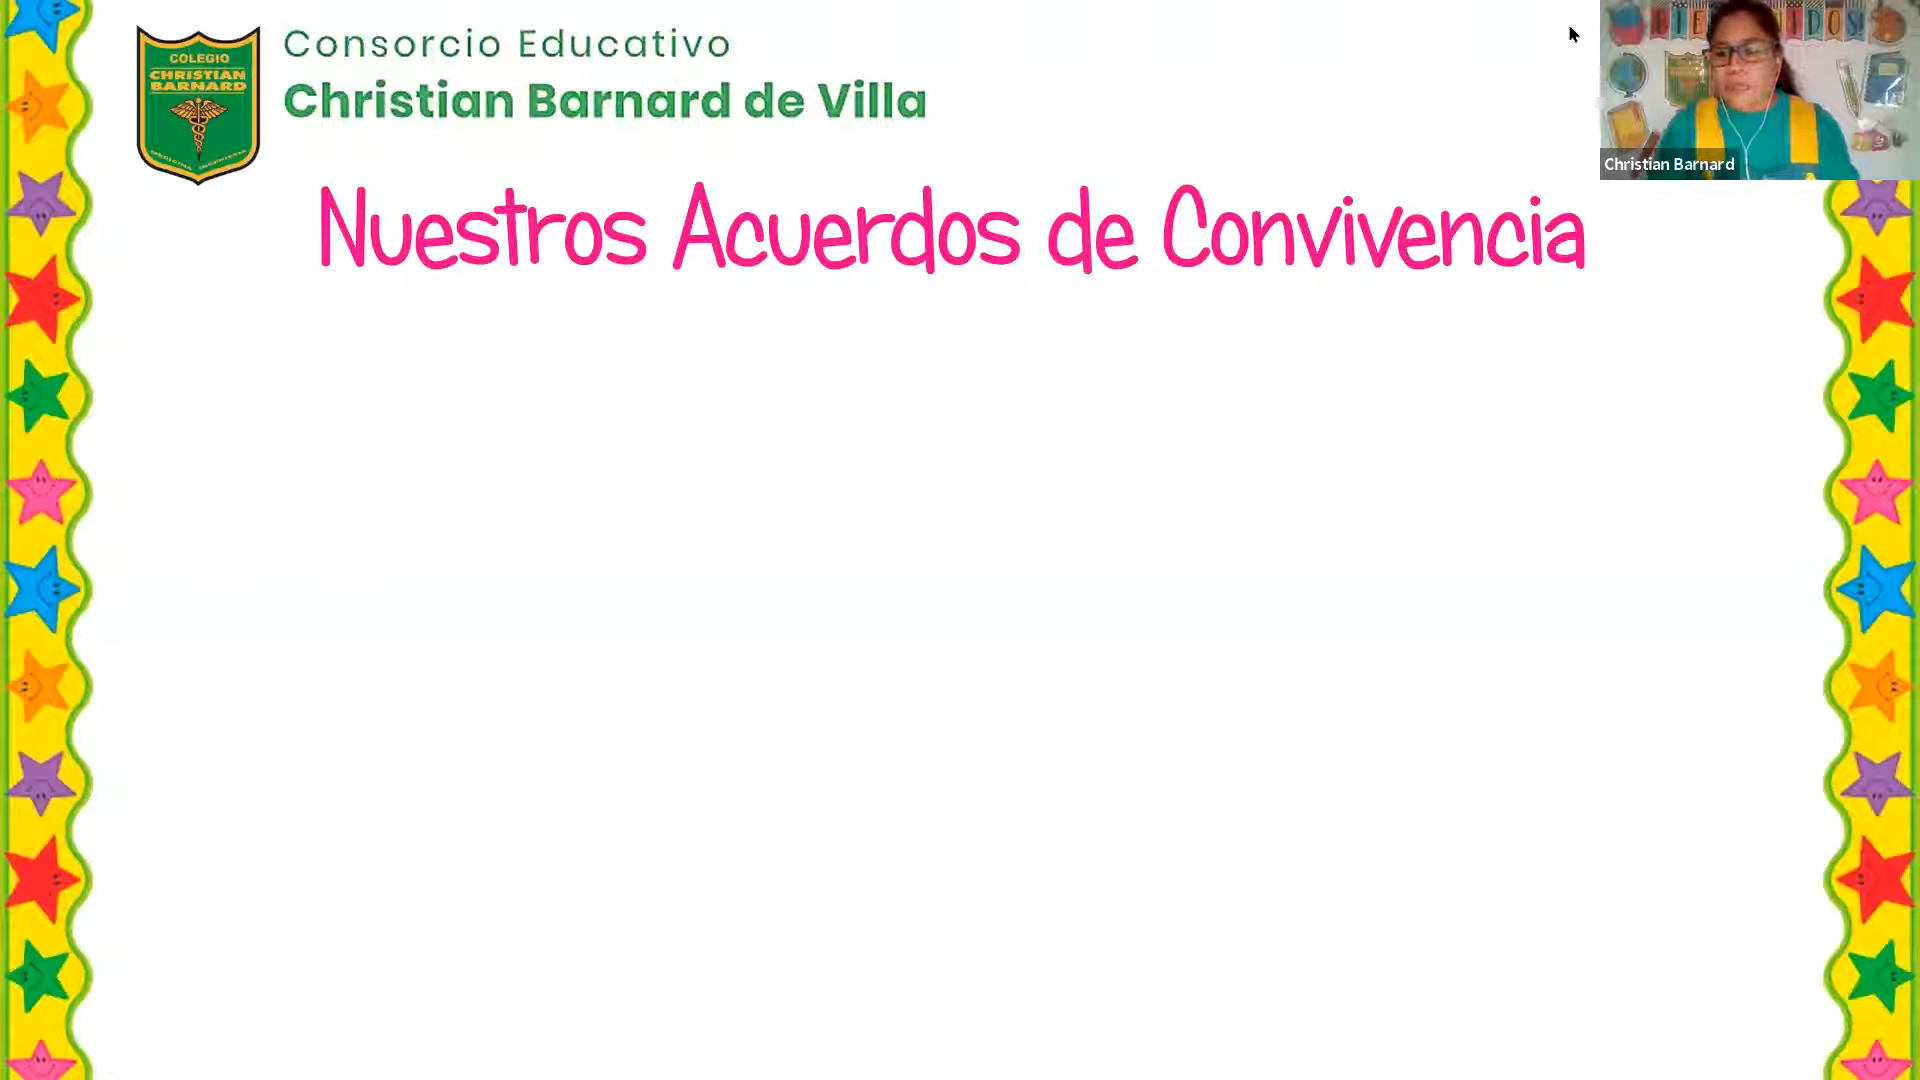 COLEGIO
CHRISTIAN
BARNARD
Consorcio Educativo
Christian Barnard de Villa
Christian Barnard
Nuestros Acuerdos de Convivencia